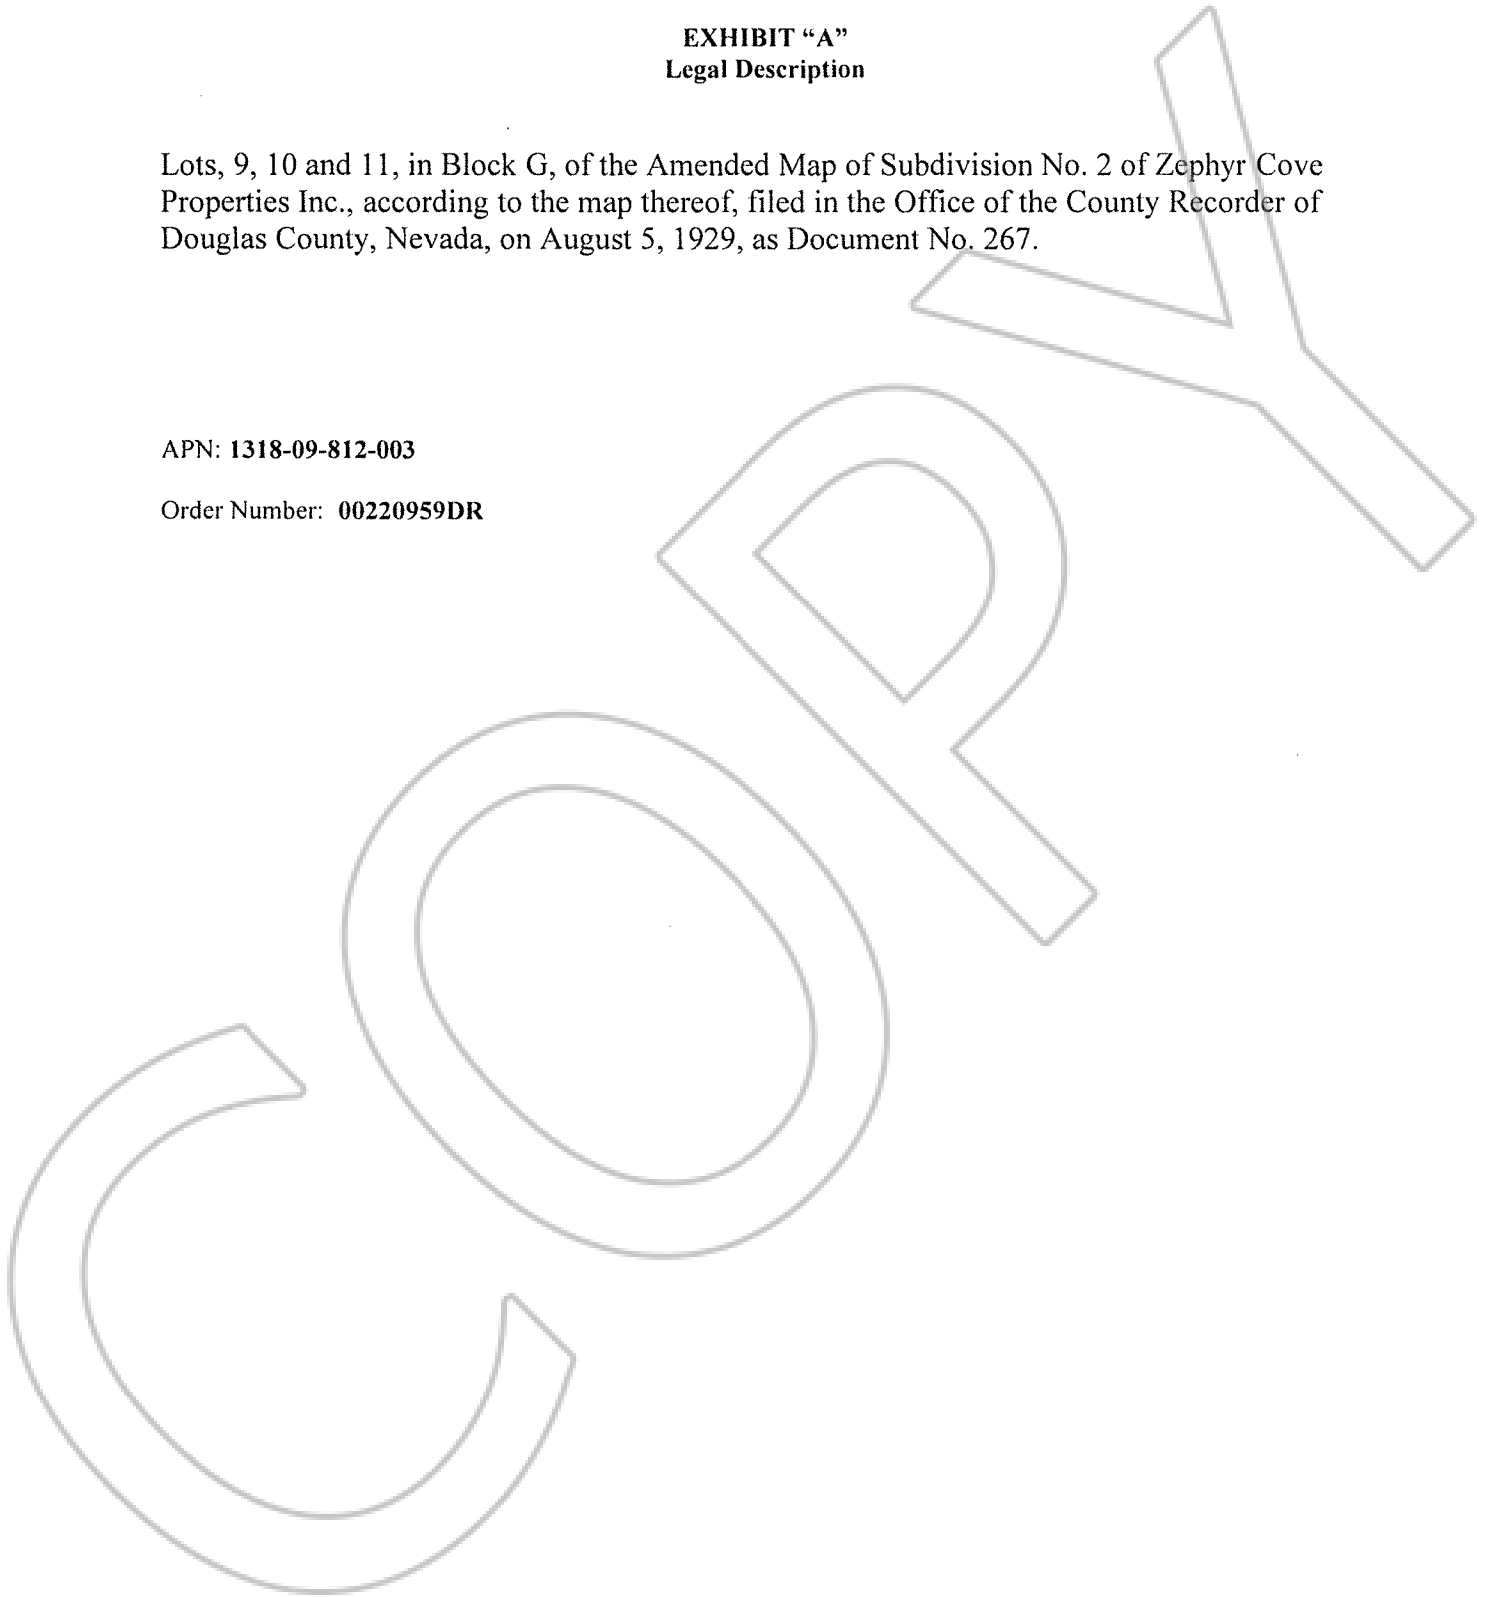 EXHIBIT “A”
Legal Description
Lots, 9, 10 and 11, in Block G, of the Amended Map of Subdivision No. 2 of Zephyr Cove
Properties Inc., according to the map thereof, filed in the Office of the County Recorder of
Douglas County, Nevada, on August 5, 1929, as Document No. 267.
APN: 1318-09-812-003
Order Number: 00220959DR
COPY